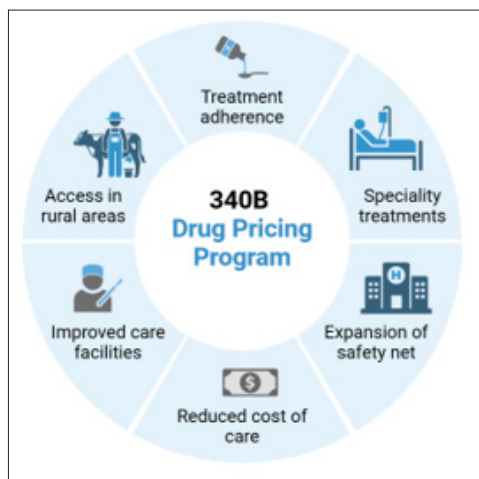 340B
Drug Pricing
Program
Treatment
adherence
Speciality
treatments
H
Expansion of
safety net
$
Reduced cost of
care
Improved care
facilities
Access in
rural areas